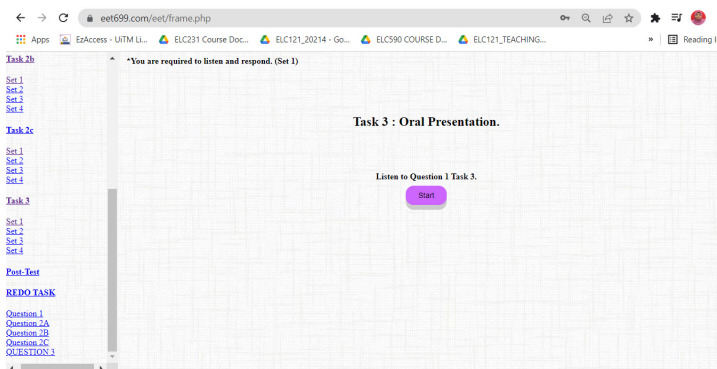 eet699.com/eet/frame.php
Apps EzAccess - UiTM Li... ELC231 Course Doc... ELC121_20214 - Go... ELC590 COURSE D... ELC121_TEACHING... » Reading l
Task 2b
*You are required to listen and respond. (Set 1)
Set 1
Set 2
Set 3
Set 4
Task 2c
Set 1
Set 2
Set 3
Set 4
Task 3
Set 1
Set 2
Set 3
Set 4
Post-Test
REDO TASK
Question 1
Question 2A
Question 2B
Question 2C
QUESTION 3
Task 3 : Oral Presentation.
Listen to Question 1 Task 3.
Start